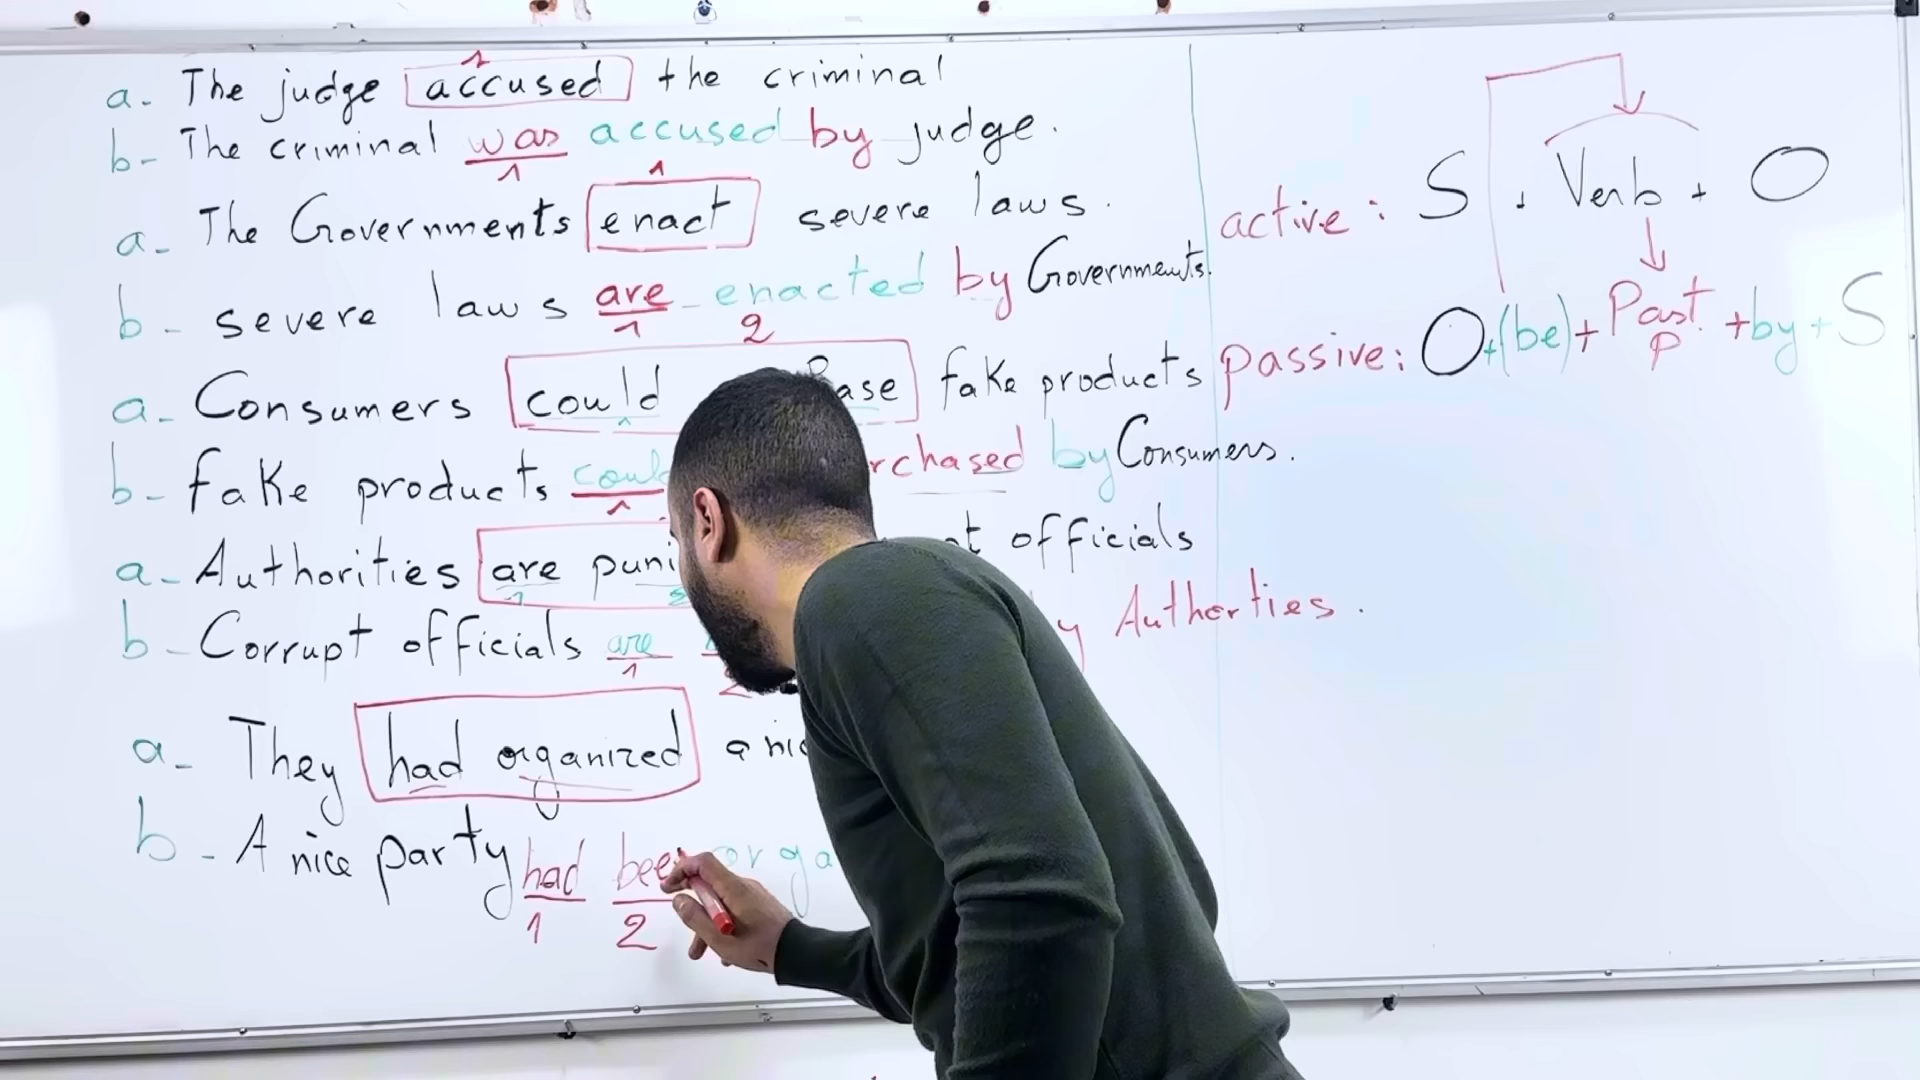 a- The judge accused the criminal
b- The criminal was accused by judge.
a- The Governments enact severe laws.
b- severe laws are enacted by Governments.
a- Consumers could fake products
b- fake products by Consumers.
a- Authorities are officials
b- Corrupt officials are Authorties.
a- They had organized a
b- A nice party had
1 2
active: S + Verb + O
passive: O + (be) + Past P + by + S